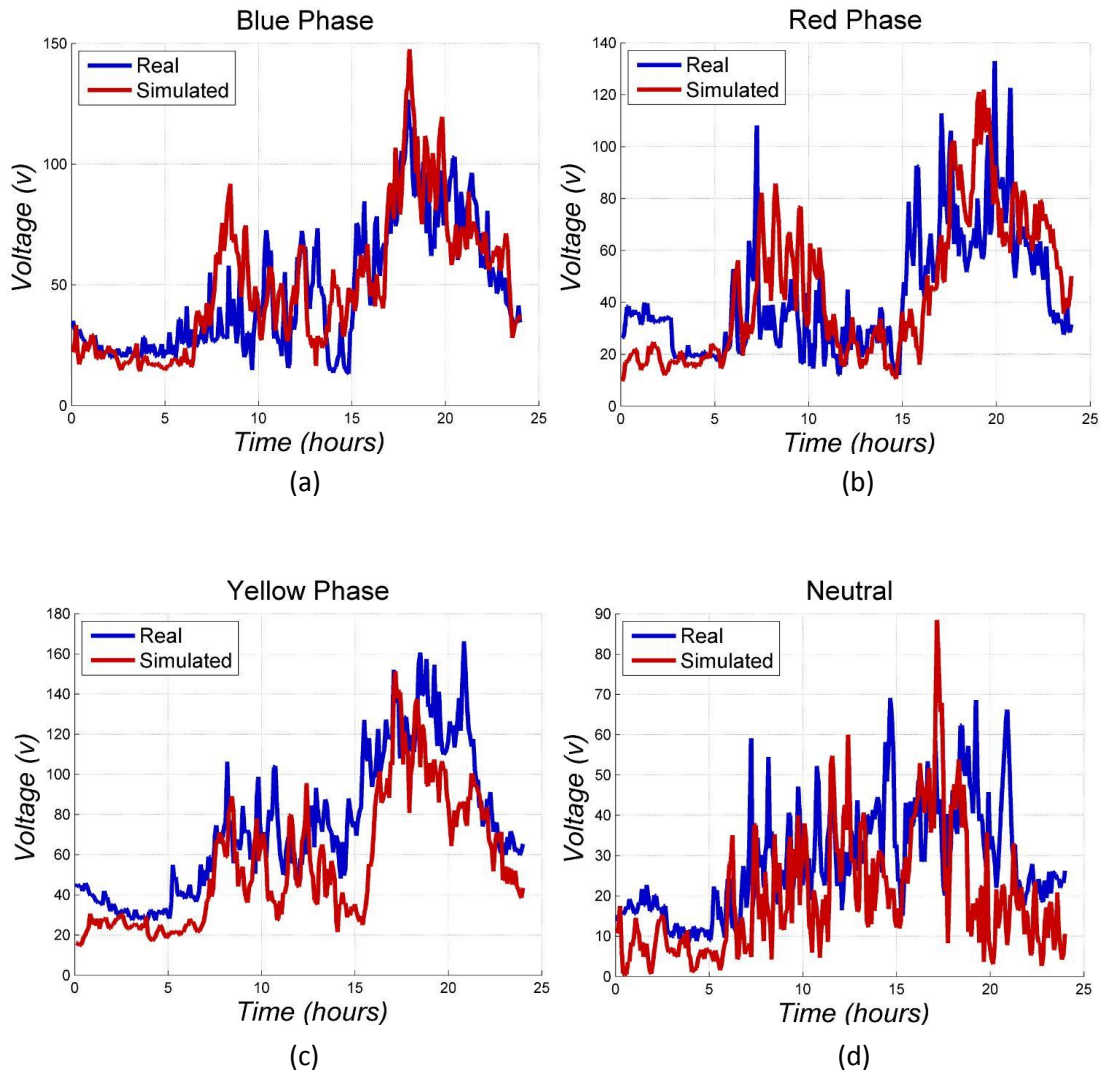 Blue Phase
150
100
50
0
0 5 10 15 20 25
Real
Simulated
Voltage (v)
Time (hours)
(a)
Red Phase
140
120
100
80
60
40
20
0
0 5 10 15 20 25
Real
Simulated
Voltage (v)
Time (hours)
(b)
Yellow Phase
180
160
140
120
100
80
60
40
20
0
0 5 10 15 20 25
Real
Simulated
Voltage (v)
Time (hours)
(c)
Neutral
90
80
70
60
50
40
30
20
10
0
0 5 10 15 20 25
Real
Simulated
Voltage (v)
Time (hours)
(d)